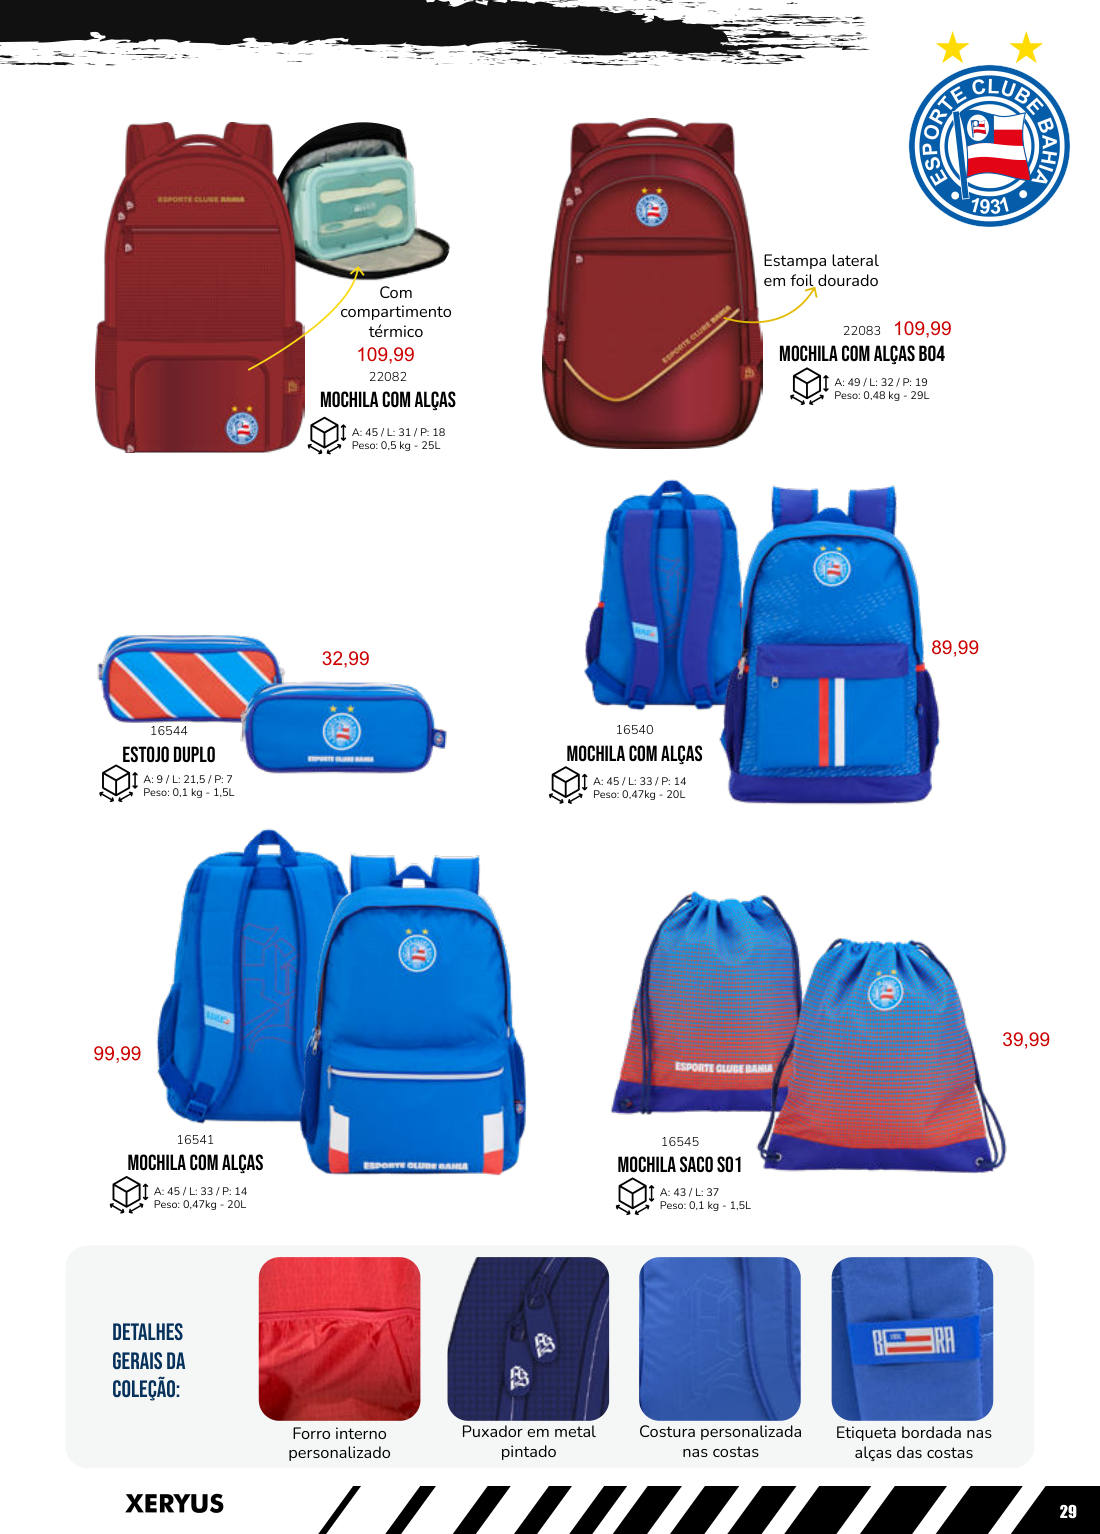 ESPORTE CLUBE BAHIA
1931
ESPORTE CLUBE BAHIA
Com
compartimento
térmico
109,99
22082
MOCHILA COM ALÇAS
A: 45 / L: 31 / P: 18
Peso: 0,5 kg - 25L
ESPORTE CLUBE BAHIA
Estampa lateral
em foil dourado
22083 109,99
MOCHILA COM ALÇAS B04
A: 49 / L: 32 / P: 19
Peso: 0,48 kg - 29L
32,99
16544
ESTOJO DUPLO
A: 9 / L: 21,5 / P: 7
Peso: 0,1 kg - 1,5L
ESPORTE CLUBE BAHIA
89,99
16540
MOCHILA COM ALÇAS
A: 45 / L: 33 / P: 14
Peso: 0,47kg - 20L
99,99
16541
MOCHILA COM ALÇAS
A: 45 / L: 33 / P: 14
Peso: 0,47kg - 20L
ESPORTE CLUBE BAHIA
ESPORTE CLUBE BAHIA
39,99
16545
MOCHILA SACO S01
A: 43 / L: 37
Peso: 0,1 kg - 1,5L
DETALHES
GERAIS DA
COLEÇÃO:
Forro interno
personalizado
Puxador em metal
pintado
Costura personalizada
nas costas
Etiqueta bordada nas
alças das costas
XERYUS
29